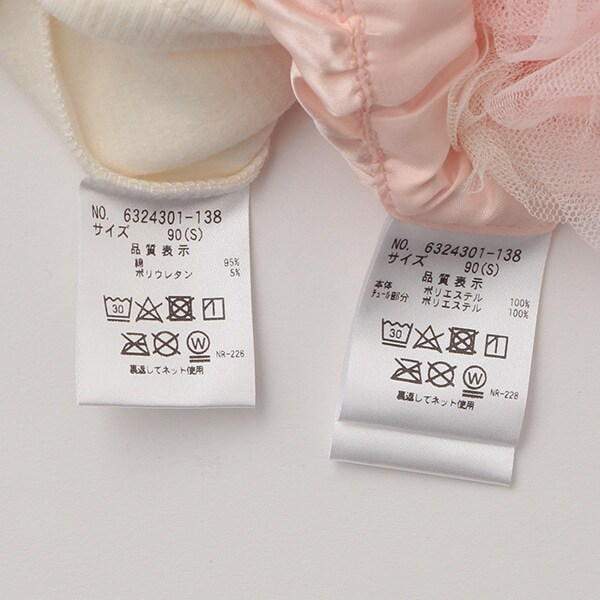 NO. 6324301-138
サイズ 90(S)
品質表示
綿 95%
ポリウレタン 5%
30
W
NR-228
裏返してネット使用
NO. 6324301-138
サイズ 90(S)
品質表示
本体 ポリエステル 100%
チュール部分 ポリエステル 100%
30
W
NR-228
裏返してネット使用